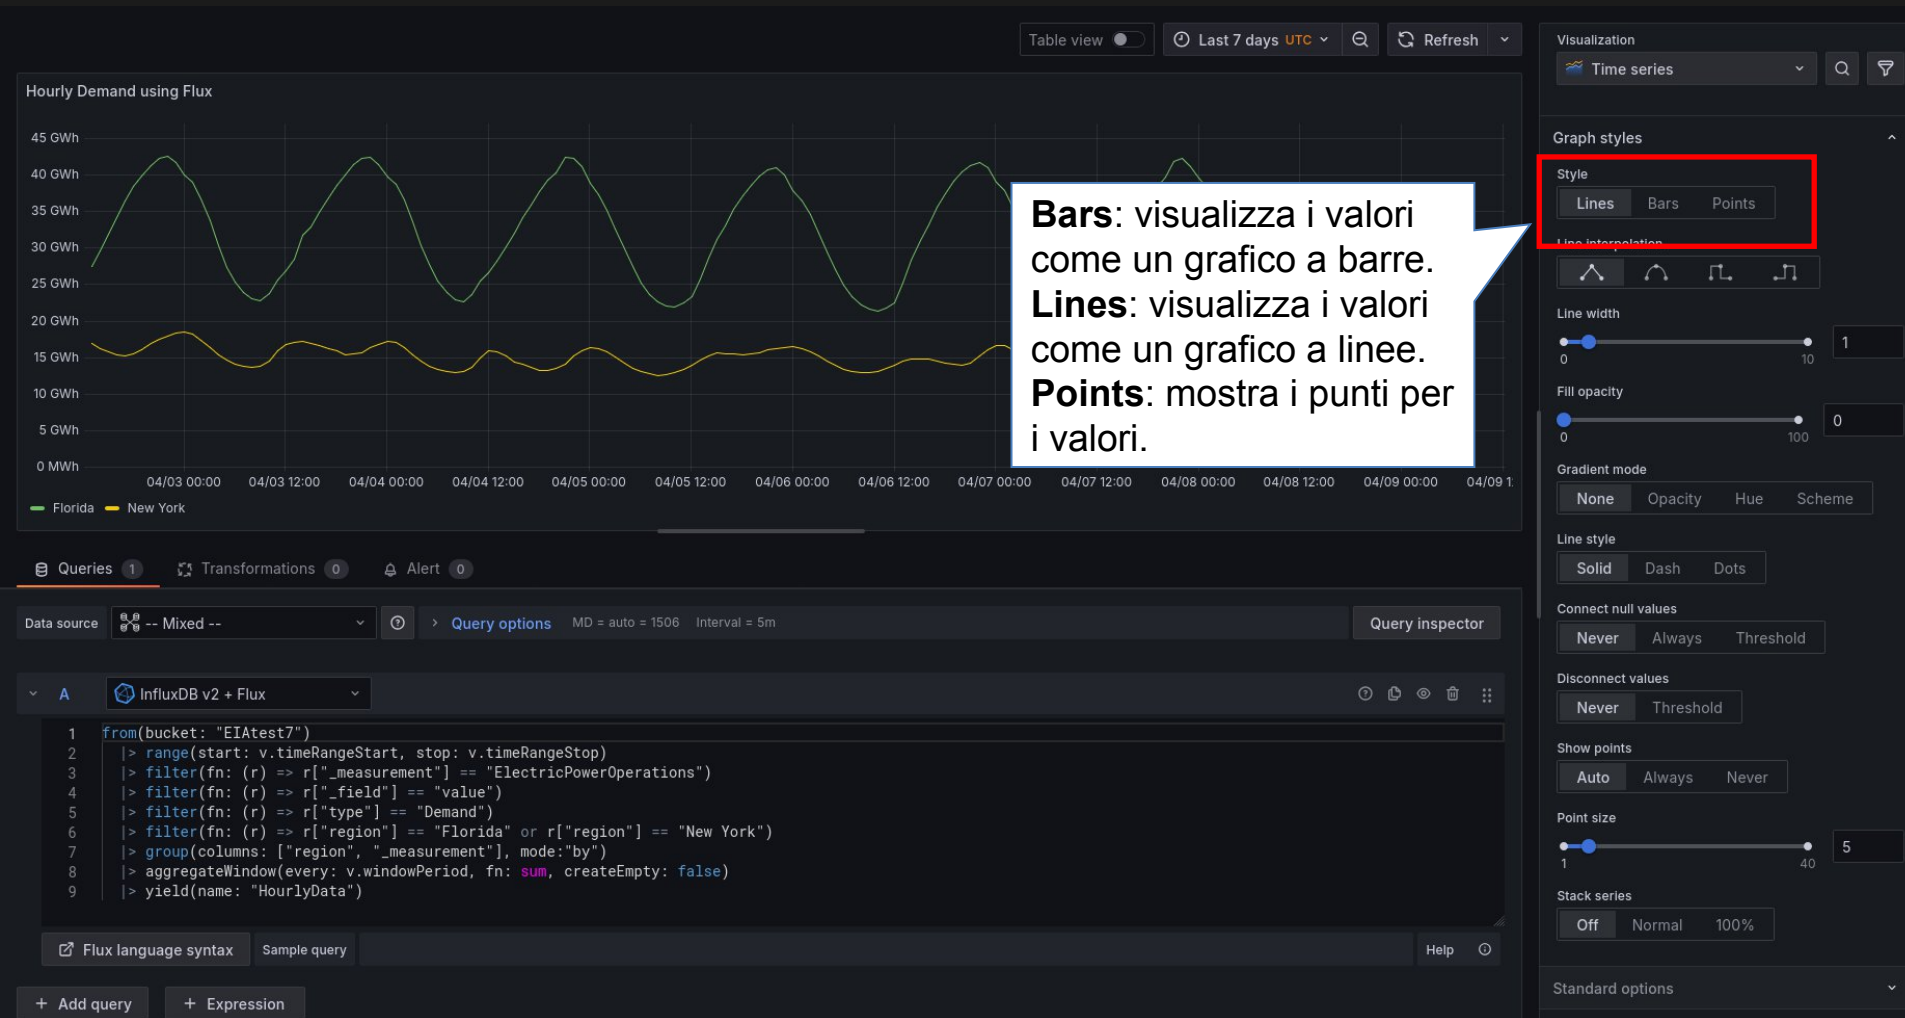 Table view
Last 7 days UTC
Refresh
Hourly Demand using Flux
45 GWh
40 GWh
35 GWh
30 GWh
25 GWh
20 GWh
15 GWh
10 GWh
5 GWh
0 MWh
04/03 00:00 04/03 12:00 04/04 00:00 04/04 12:00 04/05 00:00 04/05 12:00 04/06 00:00 04/06 12:00 04/07 00:00 04/07 12:00 04/08 00:00 04/08 12:00 04/09 00:00 04/09 1:
Florida New York
Bars: visualizza i valori
come un grafico a barre.
Lines: visualizza i valori
come un grafico a linee.
Points: mostra i punti per
i valori.
Queries 1 Transformations 0 Alert 0
Data source -- Mixed -- Query options MD = auto = 1506 Interval = 5m Query inspector
A InfluxDB v2 + Flux
1 from(bucket: "EIAtest7")
2 |> range(start: v.timeRangeStart, stop: v.timeRangeStop)
3 |> filter(fn: (r) => r["_measurement"] == "ElectricPowerOperations")
4 |> filter(fn: (r) => r["_field"] == "value")
5 |> filter(fn: (r) => r["type"] == "Demand")
6 |> filter(fn: (r) => r["region"] == "Florida" or r["region"] == "New York")
7 |> group(columns: ["region", "_measurement"], mode:"by")
8 |> aggregateWindow(every: v.windowPeriod, fn: sum, createEmpty: false)
9 |> yield(name: "HourlyData")
Flux language syntax Sample query Help
+ Add query + Expression
Visualization
Time series
Graph styles
Style
Lines Bars Points
Line interpolation
Line width
0 10 1
Fill opacity
0 100 0
Gradient mode
None Opacity Hue Scheme
Line style
Solid Dash Dots
Connect null values
Never Always Threshold
Disconnect values
Never Threshold
Show points
Auto Always Never
Point size
1 40 5
Stack series
Off Normal 100%
Standard options